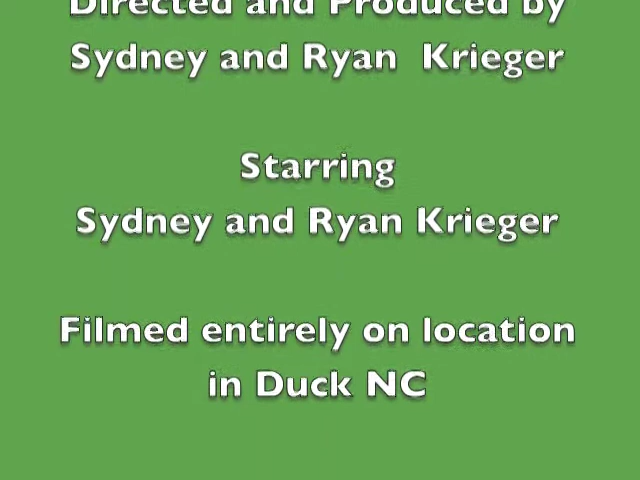 Directed and Produced by
Sydney and Ryan  Krieger
Starring
Sydney and Ryan Krieger
Filmed entirely on location
in Duck NC